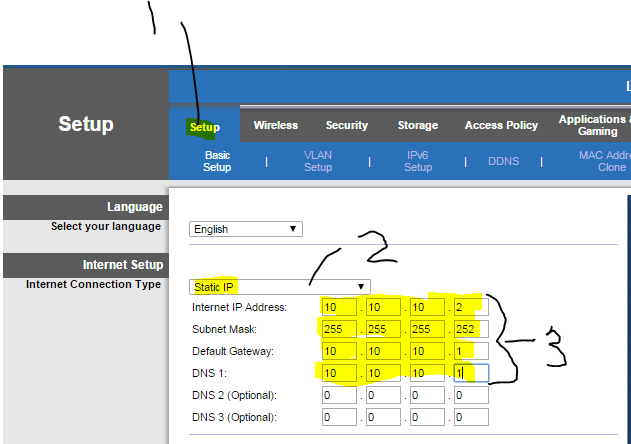 1
L
Setup
Setup Wireless Security Storage Access Policy Applications & Gaming
Basic Setup | VLAN Setup | IPv6 Setup | DDNS | MAC Addre Clone
Language
Select your language English
2
Internet Setup
Internet Connection Type Static IP
Internet IP Address: 10 . 10 . 10 . 2
Subnet Mask: 255 . 255 . 255 . 252
3
Default Gateway: 10 . 10 . 10 . 1
DNS 1: 10 . 10 . 10 . 1
DNS 2 (Optional): 0 . 0 . 0 . 0
DNS 3 (Optional): 0 . 0 . 0 . 0